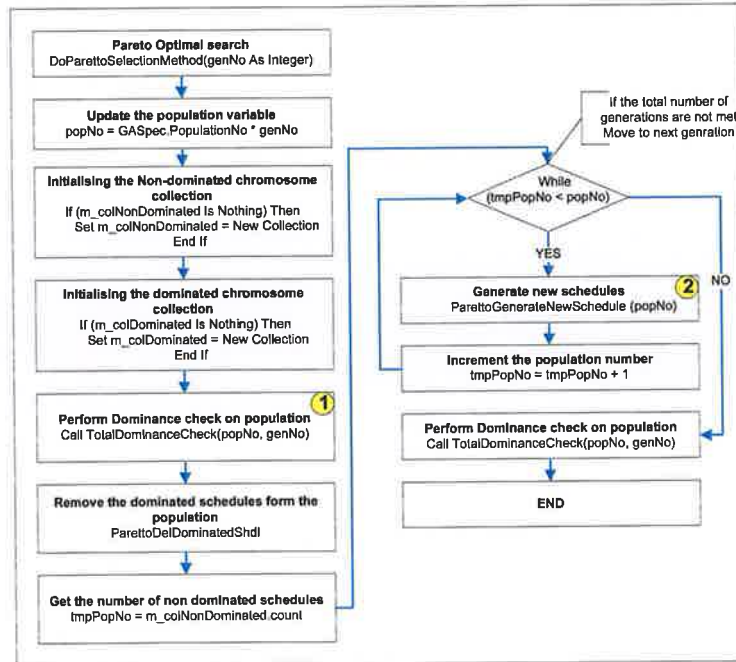 Pareto Optimal search
DoParettoSelectionMethod(genNo As Integer)
Update the population variable
popNo = GASpec.PopulationNo * genNo
Initialising the Non-dominated chromosome
collection
If (m_colNonDominated Is Nothing) Then
Set m_colNonDominated = New Collection
End If
Initialising the dominated chromosome
collection
If (m_colDominated Is Nothing) Then
Set m_colDominated = New Collection
End If
1
Perform Dominance check on population
Call TotalDominanceCheck(popNo, genNo)
Remove the dominated schedules form the
population
ParettoDelDominatedShdl
Get the number of non dominated schedules
tmpPopNo = m_colNonDominated.count
if the total number of
generations are not met
Move to next genration
While
(tmpPopNo < popNo)
YES
NO
2
Generate new schedules
ParettoGenerateNewSchedule (popNo)
Increment the population number
tmpPopNo = tmpPopNo + 1
Perform Dominance check on population
Call TotalDominanceCheck(popNo, genNo)
END